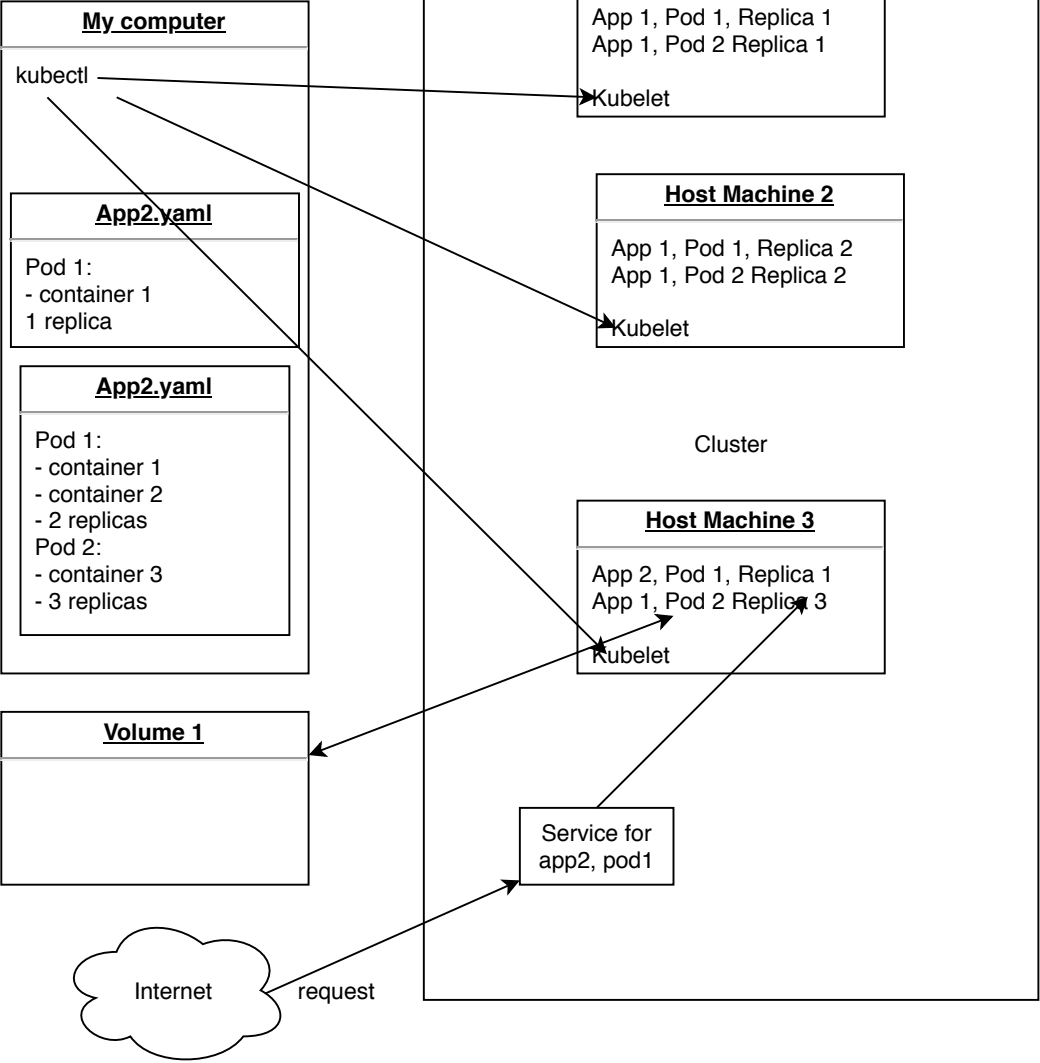 My computer
kubectl
App2.yaml
Pod 1:
- container 1
1 replica
App2.yaml
Pod 1:
- container 1
- container 2
- 2 replicas
Pod 2:
- container 3
- 3 replicas
Volume 1
Internet
request
App 1, Pod 1, Replica 1
App 1, Pod 2 Replica 1
Kubelet
Host Machine 2
App 1, Pod 1, Replica 2
App 1, Pod 2 Replica 2
Kubelet
Cluster
Host Machine 3
App 2, Pod 1, Replica 1
App 1, Pod 2 Replica 3
Kubelet
Service for
app2, pod1